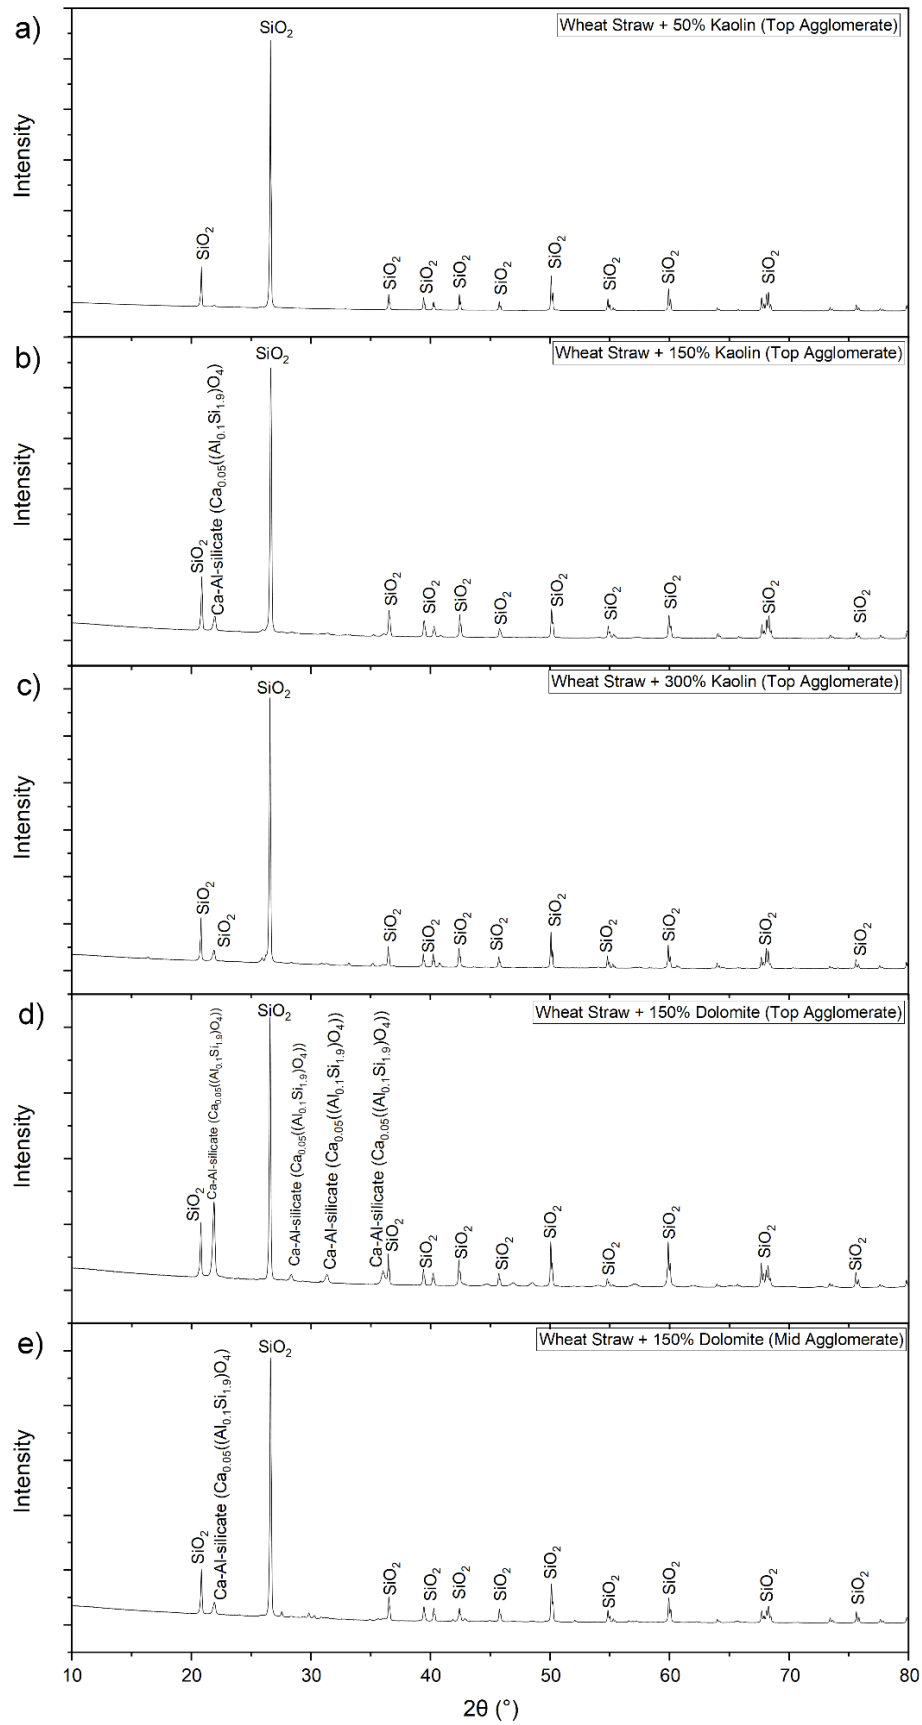 a)
Wheat Straw + 50% Kaolin (Top Agglomerate)
Intensity
SiO2
SiO2
SiO2
SiO2
SiO2
SiO2
SiO2
SiO2
SiO2
SiO2
b)
Wheat Straw + 150% Kaolin (Top Agglomerate)
Intensity
SiO2
Ca-Al-silicate (Ca0.05((Al0.1Si1.9)O4)
SiO2
SiO2
SiO2
SiO2
SiO2
SiO2
SiO2
SiO2
SiO2
SiO2
c)
Wheat Straw + 300% Kaolin (Top Agglomerate)
Intensity
SiO2
SiO2
SiO2
SiO2
SiO2
SiO2
SiO2
SiO2
SiO2
SiO2
SiO2
SiO2
d)
Wheat Straw + 150% Dolomite (Top Agglomerate)
Intensity
SiO2
Ca-Al-silicate (Ca0.05((Al0.1Si1.9)O4))
SiO2
Ca-Al-silicate (Ca0.05((Al0.1Si1.9)O4))
Ca-Al-silicate (Ca0.05((Al0.1Si1.9)O4))
Ca-Al-silicate (Ca0.05((Al0.1Si1.9)O4))
SiO2
SiO2
SiO2
SiO2
SiO2
SiO2
SiO2
SiO2
SiO2
e)
Wheat Straw + 150% Dolomite (Mid Agglomerate)
Intensity
SiO2
Ca-Al-silicate (Ca0.05((Al0.1Si1.9)O4)
SiO2
SiO2
SiO2
SiO2
SiO2
SiO2
SiO2
SiO2
SiO2
SiO2
10 20 30 40 50 60 70 80
2θ (°)